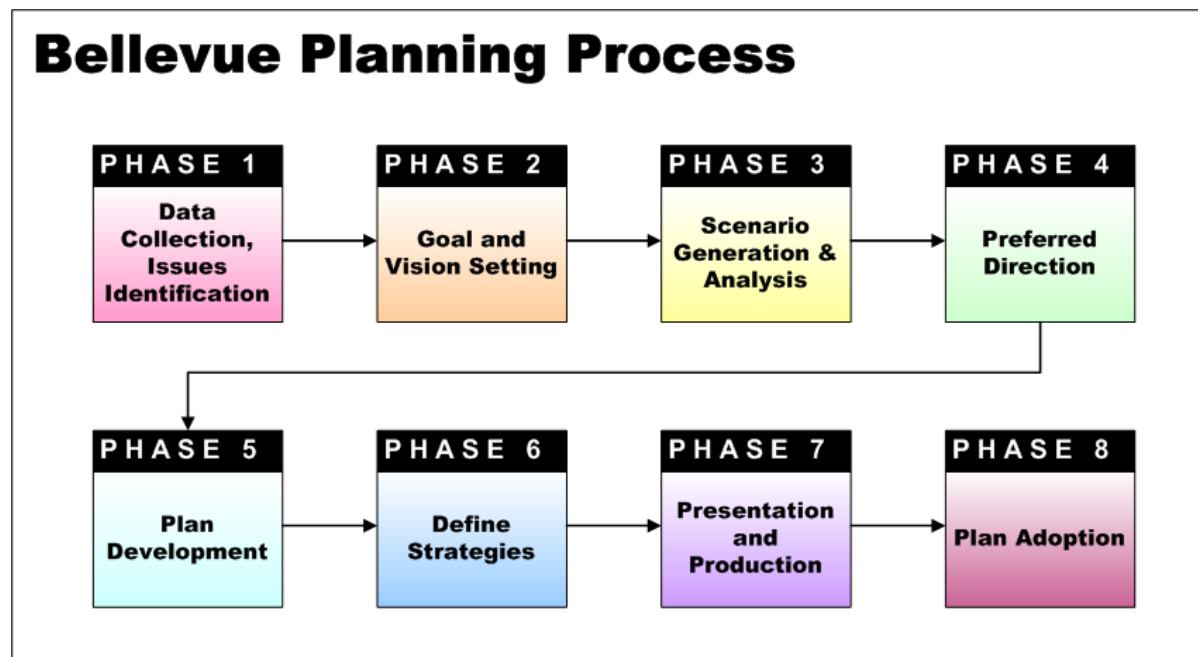 Bellevue Planning Process
PHASE 1
Data
Collection,
Issues
Identification
PHASE 2
Goal and
Vision Setting
PHASE 3
Scenario
Generation &
Analysis
PHASE 4
Preferred
Direction
PHASE 5
Plan
Development
PHASE 6
Define
Strategies
PHASE 7
Presentation
and
Production
PHASE 8
Plan Adoption